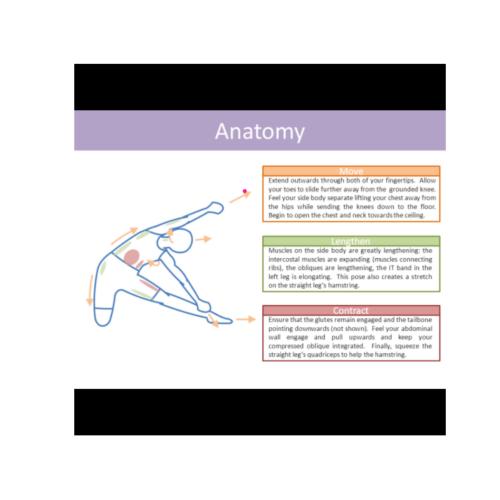 Anatomy
Move
Extend outwards through both of your fingertips. Allow
your toes to slide further away from the grounded knee.
Feel your side body separate lifting your chest away from
the hips while sending the knees down to the floor.
Begin to open the chest and neck towards the ceiling.
Lengthen
Muscles on the side body are greatly lengthening: the
intercostal muscles are expanding (muscles connecting
ribs), the obliques are lengthening, the IT band in the
left leg is elongating. This pose also creates a stretch
on the straight leg's hamstring.
Contract
Ensure that the glutes remain engaged and the tailbone
pointing downwards (not shown). Feel your abdominal
wall engage and pull upwards and keep your
compressed oblique integrated. Finally, squeeze the
straight leg's quadriceps to help the hamstring.